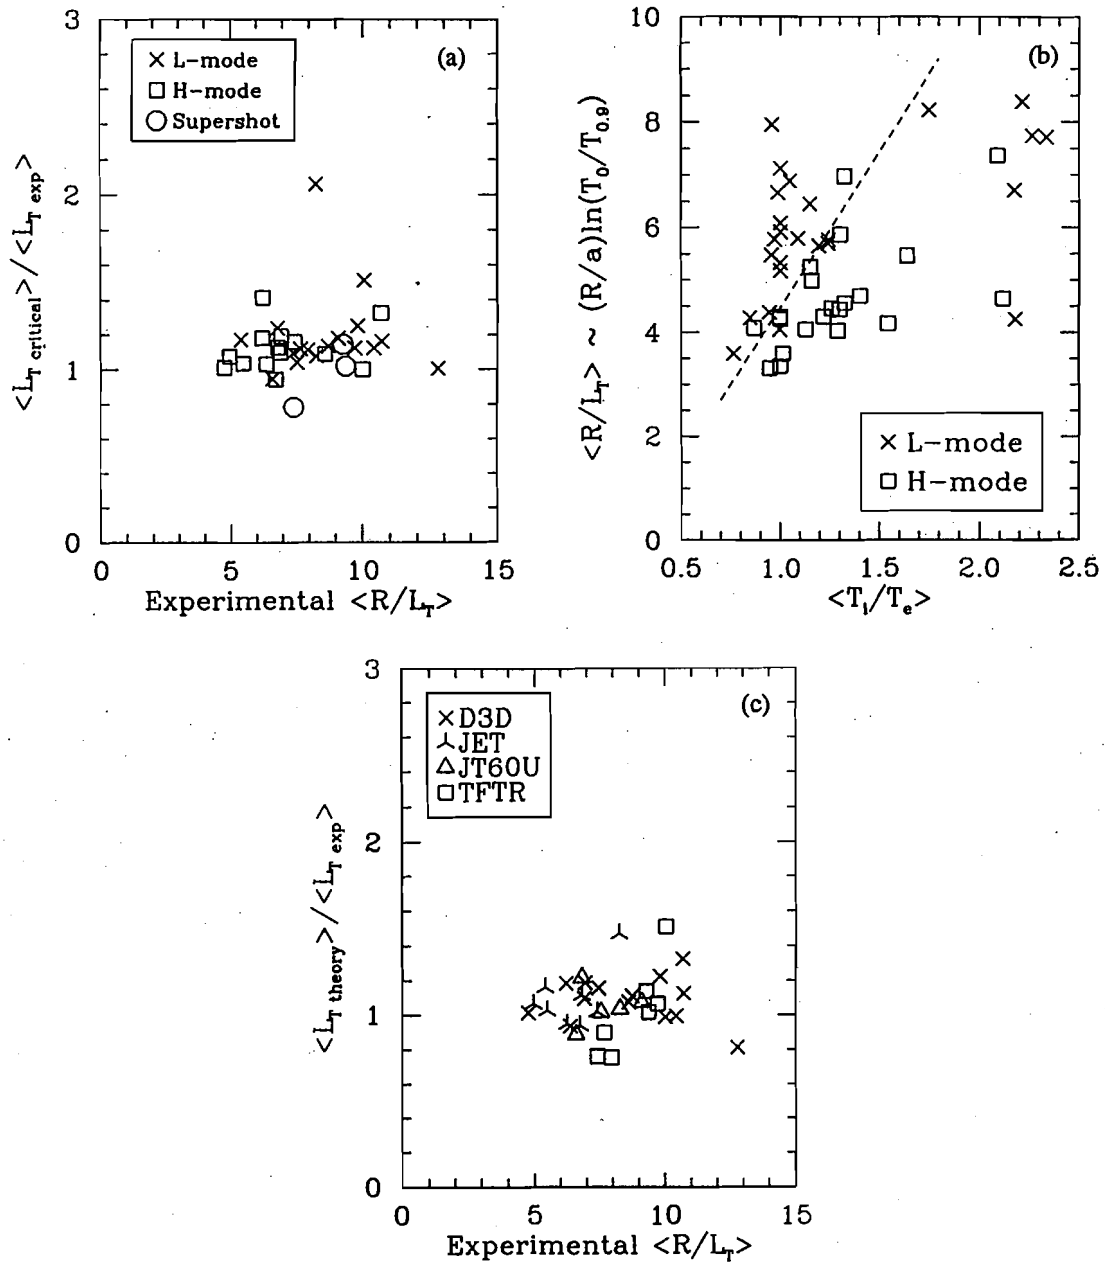 3
2
1
0
<L_T critical>/<L_T exp>
× L-mode
□ H-mode
○ Supershot
(a)
0 5 10 15
Experimental <R/L_T>
10
8
6
4
2
0
<R/L_T> ~ (R/a)ln(T_0/T_0.9)
(b)
× L-mode
□ H-mode
0.5 1.0 1.5 2.0 2.5
<T_i/T_e>
3
2
1
0
<L_T theory>/<L_T exp>
× D3D
⅄ JET
△ JT60U
□ TFTR
(c)
0 5 10 15
Experimental <R/L_T>